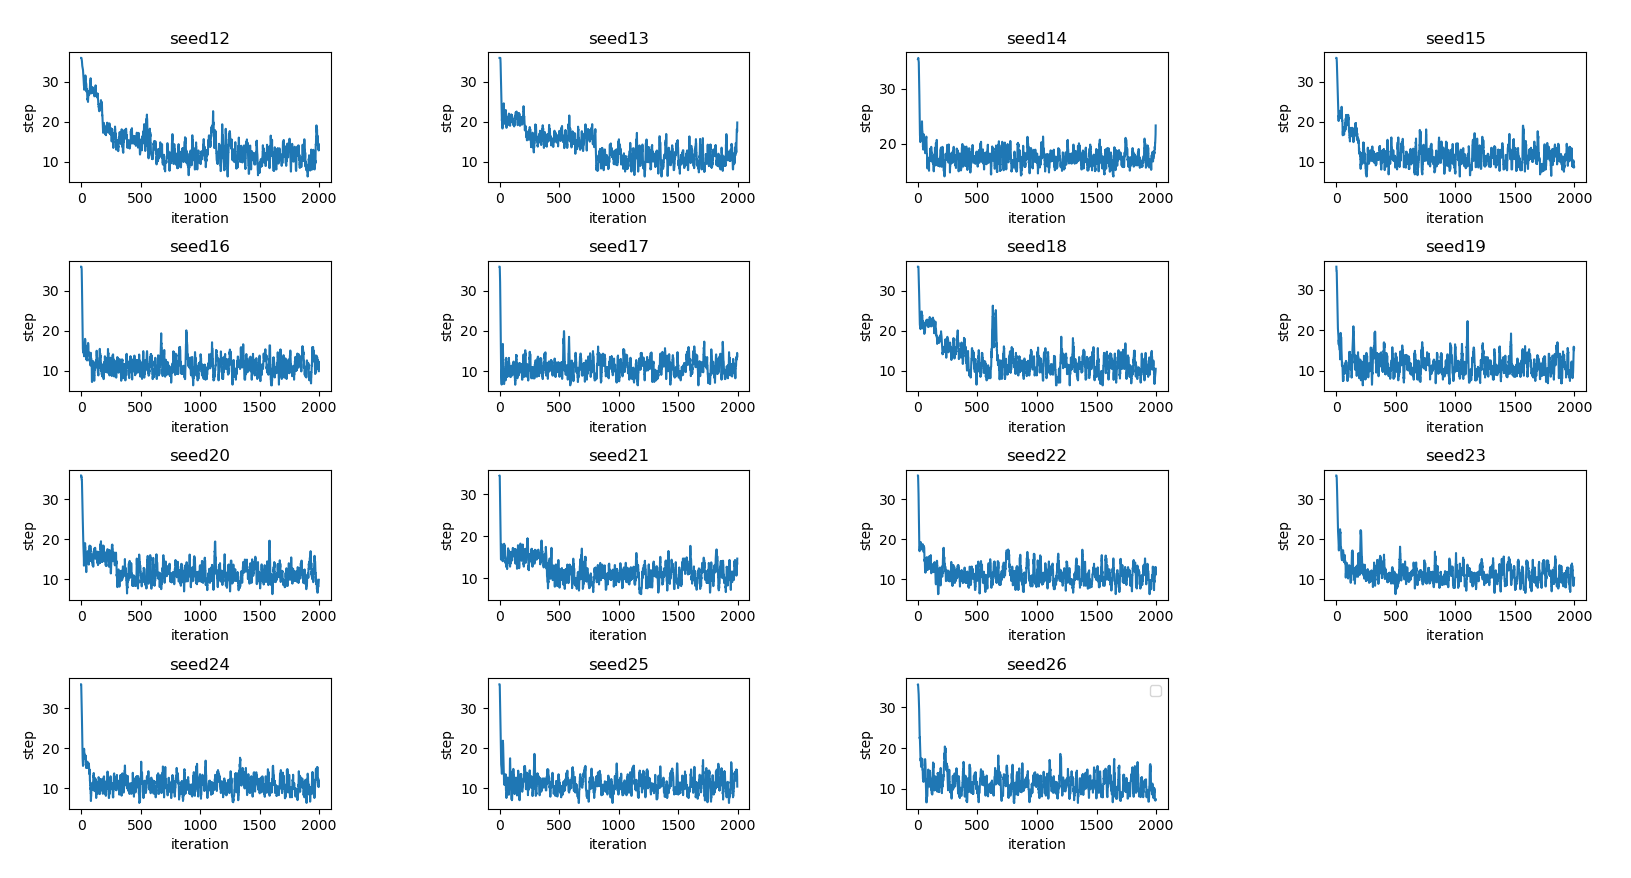 seed12 seed13 seed14 seed15
30 30 30 30
step step step step
20 20 20 20
10 10 10
0 500 1000 1500 2000 0 500 1000 1500 2000 0 500 1000 1500 2000 0 500 1000 1500 2000
iteration iteration iteration iteration
seed16 seed17 seed18 seed19
30 30 30 30
step step step step
20 20 20 20
10 10 10 10
0 500 1000 1500 2000 0 500 1000 1500 2000 0 500 1000 1500 2000 0 500 1000 1500 2000
iteration iteration iteration iteration
seed20 seed21 seed22 seed23
30 30 30 30
step step step step
20 20 20 20
10 10 10 10
0 500 1000 1500 2000 0 500 1000 1500 2000 0 500 1000 1500 2000 0 500 1000 1500 2000
iteration iteration iteration iteration
seed24 seed25 seed26
30 30 30
step step step
20 20 20
10 10 10
0 500 1000 1500 2000 0 500 1000 1500 2000 0 500 1000 1500 2000
iteration iteration iteration